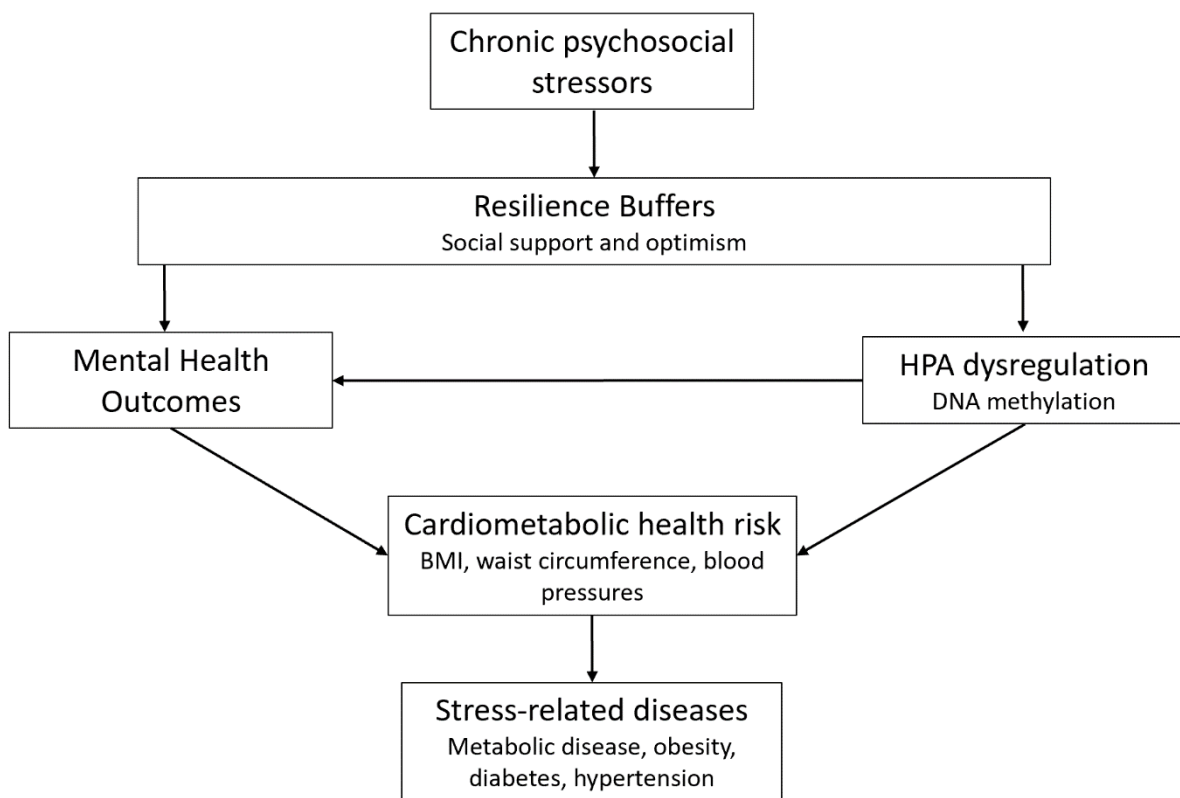 Chronic psychosocial
stressors
Resilience Buffers
Social support and optimism
Mental Health
Outcomes
HPA dysregulation
DNA methylation
Cardiometabolic health risk
BMI, waist circumference, blood
pressures
Stress-related diseases
Metabolic disease, obesity,
diabetes, hypertension